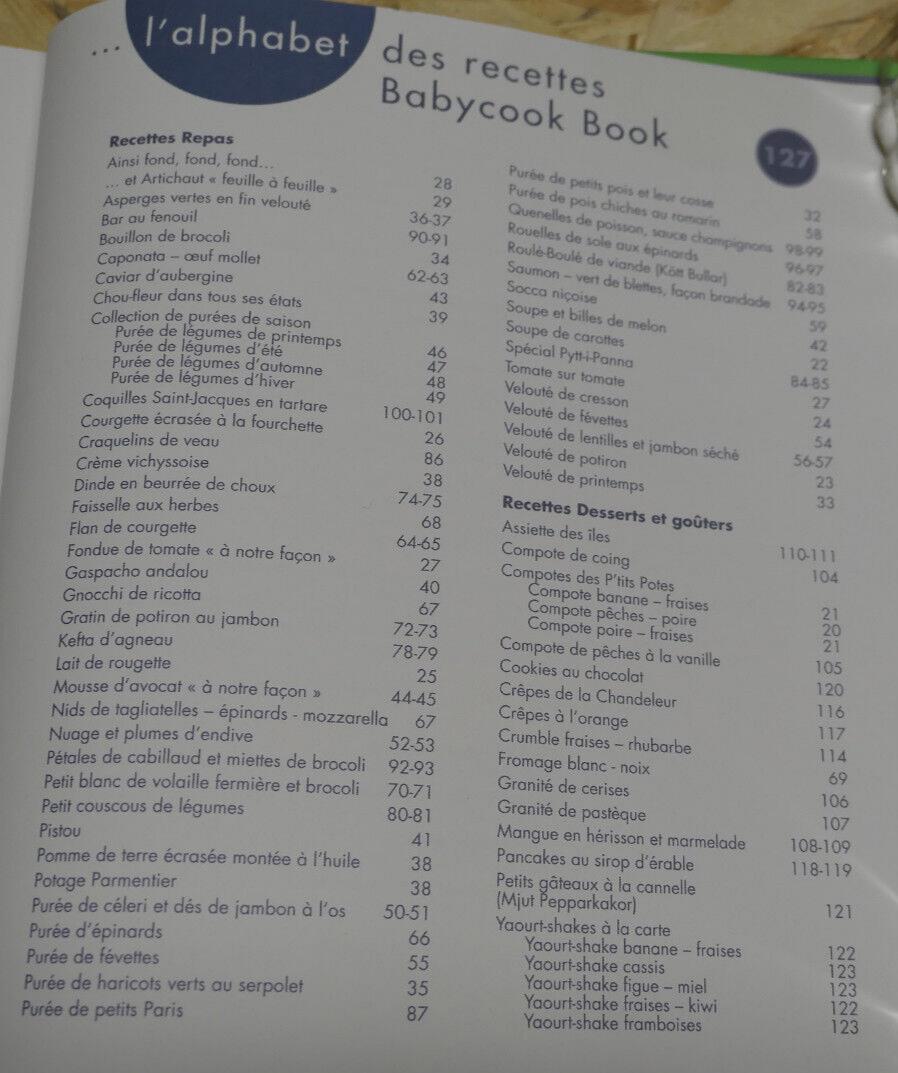 ... l'alphabet des recettes
Babycook Book
127
Recettes Repas
Ainsi fond, fond, fond... 28
... et Artichaut « feuille à feuille » 29
Asperges vertes en fin velouté 36-37
Bar au fenouil 90-91
Bouillon de brocoli 34
Caponata – œuf mollet 62-63
Caviar d'aubergine 43
Chou-fleur dans tous ses états 39
Collection de purées de saison
Purée de légumes de printemps 46
Purée de légumes d'été 47
Purée de légumes d'automne 48
Purée de légumes d'hiver 49
Coquilles Saint-Jacques en tartare 100-101
Courgette écrasée à la fourchette 26
Craquelins de veau 86
Crème vichyssoise 38
Dinde en beurrée de choux 74-75
Faisselle aux herbes 68
Flan de courgette 64-65
Fondue de tomate « à notre façon » 27
Gaspacho andalou 40
Gnocchi de ricotta 67
Gratin de potiron au jambon 72-73
Kefta d'agneau 78-79
Lait de rougette 25
Mousse d'avocat « à notre façon » 44-45
Nids de tagliatelles – épinards - mozzarella 67
Nuage et plumes d'endive 52-53
Pétales de cabillaud et miettes de brocoli 92-93
Petit blanc de volaille fermière et brocoli 70-71
Petit couscous de légumes 80-81
Pistou 41
Pomme de terre écrasée montée à l'huile 38
Potage Parmentier 38
Purée de céleri et dés de jambon à l'os 50-51
Purée d'épinards 66
Purée de févettes 55
Purée de haricots verts au serpolet 35
Purée de petits Paris 87
Purée de petits pois et leur cosse 32
Purée de pois chiches au romarin 58
Quenelles de poisson, sauce champignons 98-99
Rouelles de sole aux épinards 96-97
Roulé-Boulé de viande (Kött Bullar) 82-83
Saumon – vert de blettes, façon brandade 94-95
Socca niçoise 59
Soupe et billes de melon 42
Soupe de carottes 22
Spécial Pytt-i-Panna 84-85
Tomate sur tomate 27
Velouté de cresson 24
Velouté de févettes 54
Velouté de lentilles et jambon séché 56-57
Velouté de potiron 23
Velouté de printemps 33
Recettes Desserts et goûters
Assiette des îles 110-111
Compote de coing 104
Compotes des P'tits Potes
Compote banane – fraises 21
Compote pêches – poire 20
Compote poire – fraises 21
Compote de pêches à la vanille 105
Cookies au chocolat 120
Crêpes de la Chandeleur 116
Crêpes à l'orange 117
Crumble fraises – rhubarbe 114
Fromage blanc - noix 69
Granité de cerises 106
Granité de pastèque 107
Mangue en hérisson et marmelade 108-109
Pancakes au sirop d'érable 118-119
Petits gâteaux à la cannelle
(Mjut Pepparkakor) 121
Yaourt-shakes à la carte
Yaourt-shake banane – fraises 122
Yaourt-shake cassis 123
Yaourt-shake figue – miel 123
Yaourt-shake fraises – kiwi 122
Yaourt-shake framboises 123